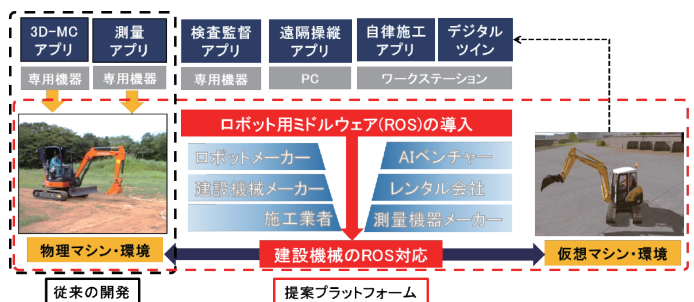 3D-MC
アプリ
測量
アプリ
検査監督
アプリ
遠隔操縦
アプリ
自律施工
アプリ
デジタル
ツイン
専用機器
専用機器
専用機器
PC
ワークステーション
ロボット用ミドルウェア(ROS)の導入
ロボットメーカー
AIベンチャー
建設機械メーカー
レンタル会社
施工業者
測量機器メーカー
物理マシン・環境
建設機械のROS対応
仮想マシン・環境
従来の開発
提案プラットフォーム